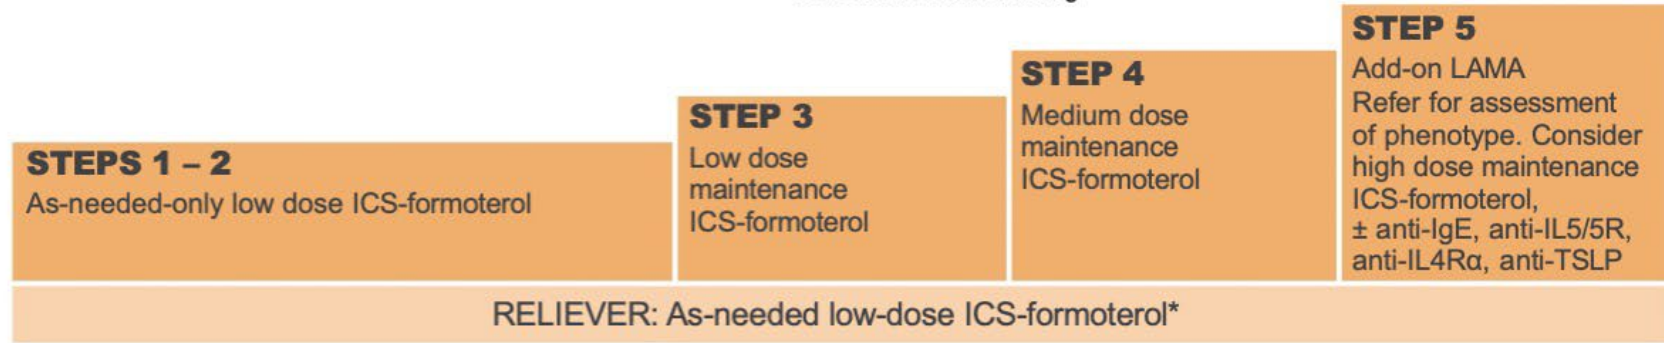 STEPS 1 – 2
As-needed-only low dose ICS-formoterol
STEP 3
Low dose
maintenance
ICS-formoterol
STEP 4
Medium dose
maintenance
ICS-formoterol
STEP 5
Add-on LAMA
Refer for assessment
of phenotype. Consider
high dose maintenance
ICS-formoterol,
± anti-IgE, anti-IL5/5R,
anti-IL4Rα, anti-TSLP
RELIEVER: As-needed low-dose ICS-formoterol*